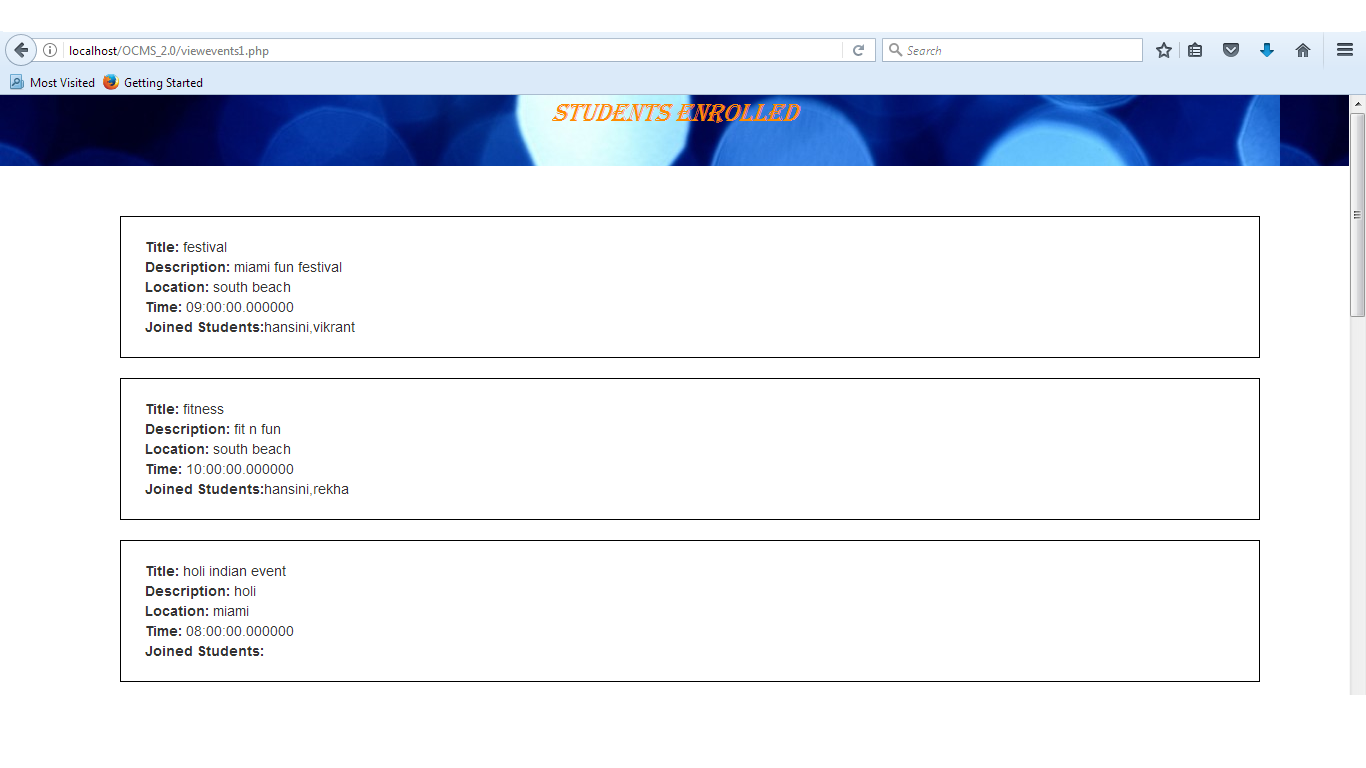 localhost/OCMS_2.0/viewevents1.php
Search
Most Visited Getting Started
STUDENTS ENROLLED
Title: festival
Description: miami fun festival
Location: south beach
Time: 09:00:00.000000
Joined Students:hansini,vikrant
Title: fitness
Description: fit n fun
Location: south beach
Time: 10:00:00.000000
Joined Students:hansini,rekha
Title: holi indian event
Description: holi
Location: miami
Time: 08:00:00.000000
Joined Students: